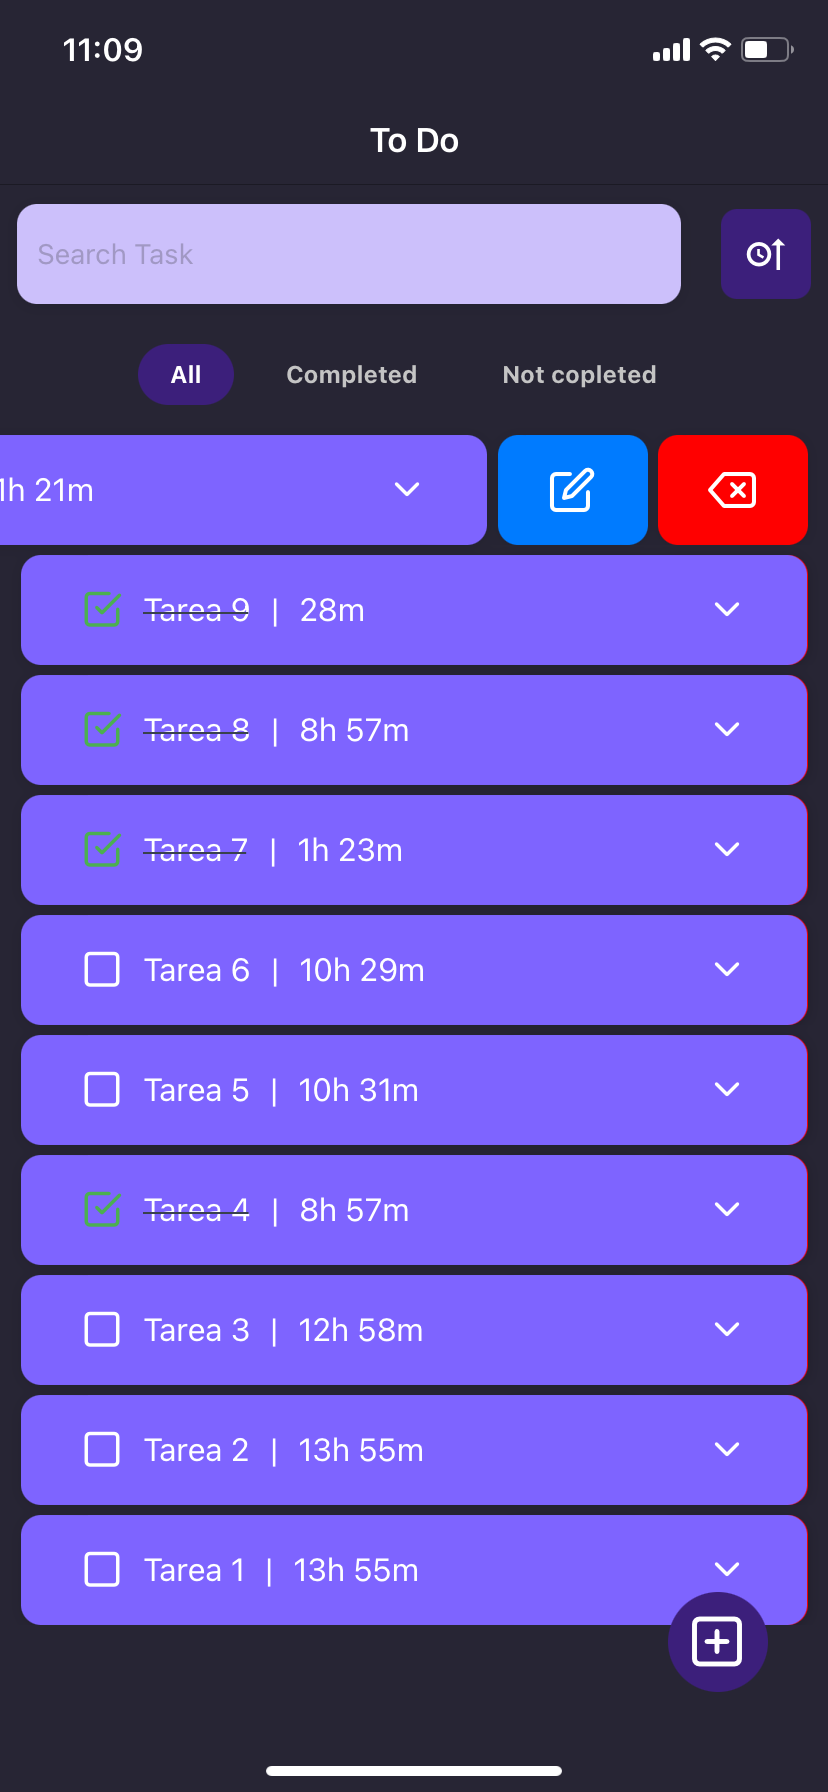 11:09
To Do
Search Task
All Completed Not copleted
1h 21m
Tarea 9 | 28m
Tarea 8 | 8h 57m
Tarea 7 | 1h 23m
Tarea 6 | 10h 29m
Tarea 5 | 10h 31m
Tarea 4 | 8h 57m
Tarea 3 | 12h 58m
Tarea 2 | 13h 55m
Tarea 1 | 13h 55m